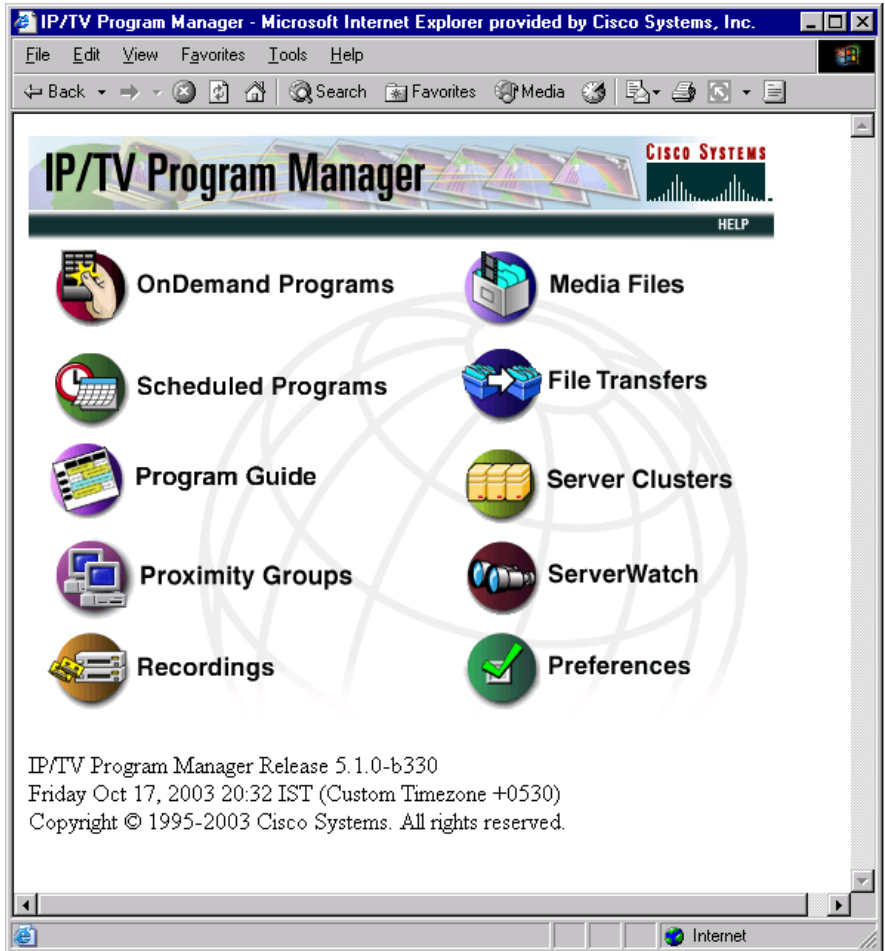 IP/TV Program Manager - Microsoft Internet Explorer provided by Cisco Systems, Inc.
File Edit View Favorites Tools Help
Back Search Favorites Media
IP/TV Program Manager
CISCO SYSTEMS
HELP
OnDemand Programs
Media Files
Scheduled Programs
File Transfers
Program Guide
Server Clusters
Proximity Groups
ServerWatch
Recordings
Preferences
IP/TV Program Manager Release 5.1.0-b330
Friday Oct 17, 2003 20:32 IST (Custom Timezone +0530)
Copyright © 1995-2003 Cisco Systems. All rights reserved.
Internet